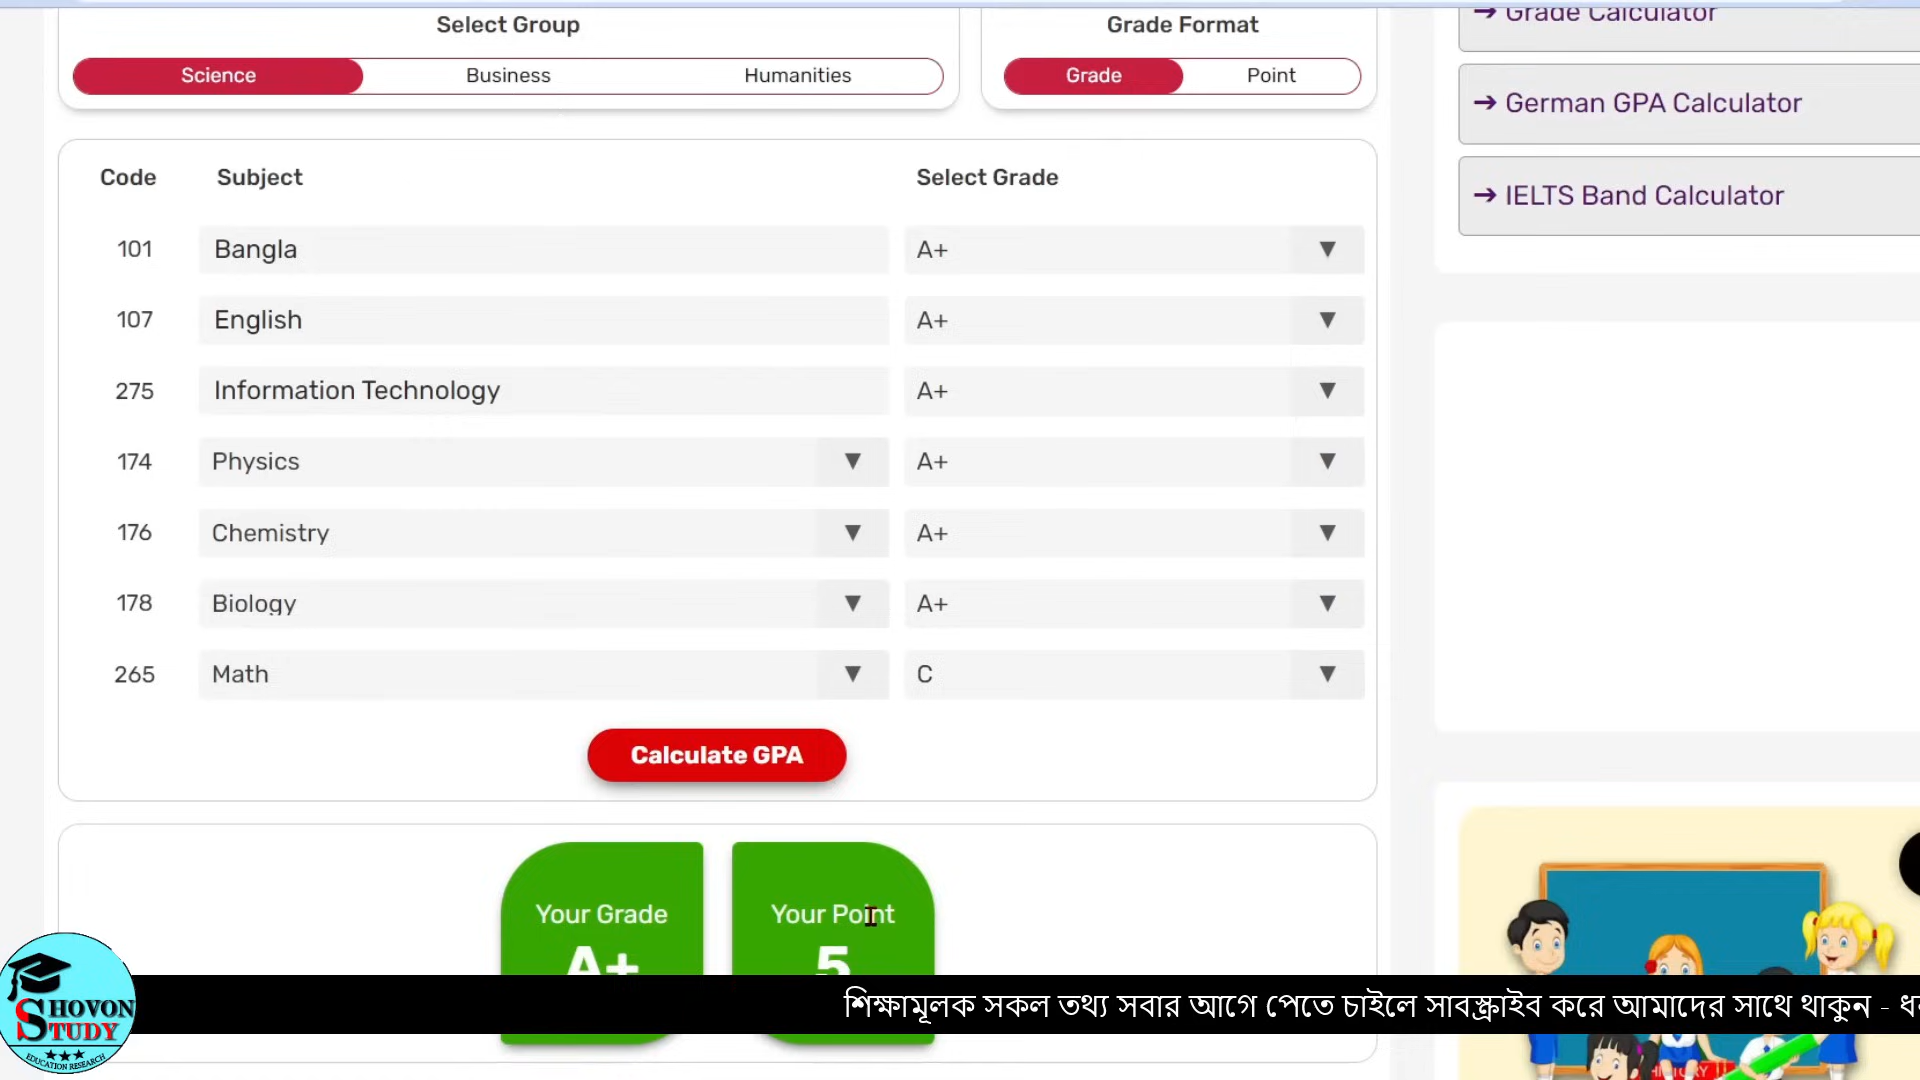 Select Group
Grade Format
Science Business Humanities
Grade Point
→ Grade Calculator
→ German GPA Calculator
→ IELTS Band Calculator
Code Subject Select Grade
101 Bangla A+
107 English A+
275 Information Technology A+
174 Physics A+
176 Chemistry A+
178 Biology A+
265 Math C
Calculate GPA
Your Grade
A+
Your Point
5
SHOVON
STUDY
EDUCATION RESEARCH
শিক্ষামূলক সকল তথ্য সবার আগে পেতে চাইলে সাবস্ক্রাইব করে আমাদের সাথে থাকুন -